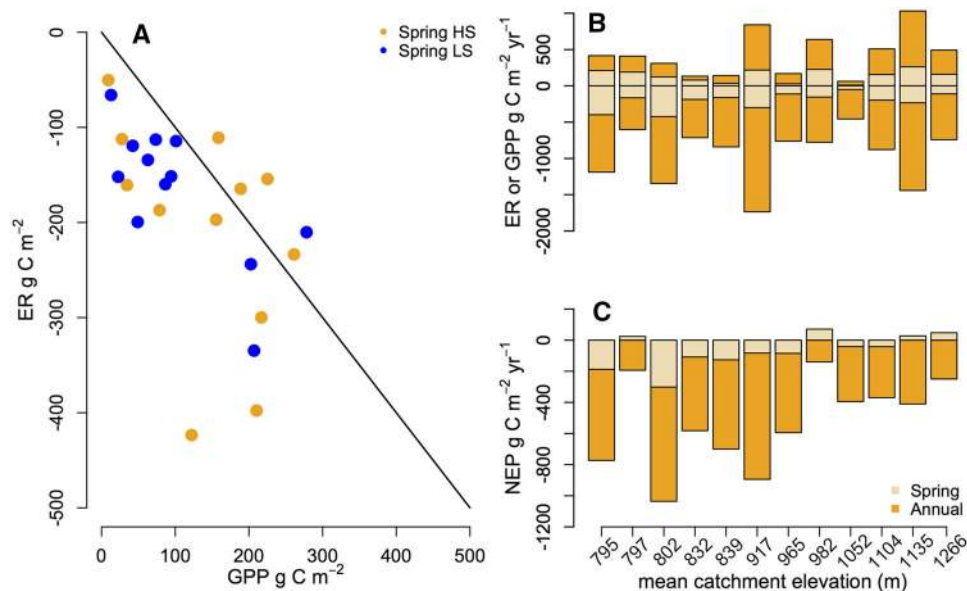 A
Spring HS
Spring LS
0
-100
-200
-300
-400
-500
ER g C m⁻²
0 100 200 300 400 500
GPP g C m⁻²
B
500
0
-1000
-2000
ER or GPP g C m⁻² yr⁻¹
C
0
-400
-800
-1200
NEP g C m⁻² yr⁻¹
Spring
Annual
795 797 802 832 839 917 965 982 1052 1104 1135 1266
mean catchment elevation (m)